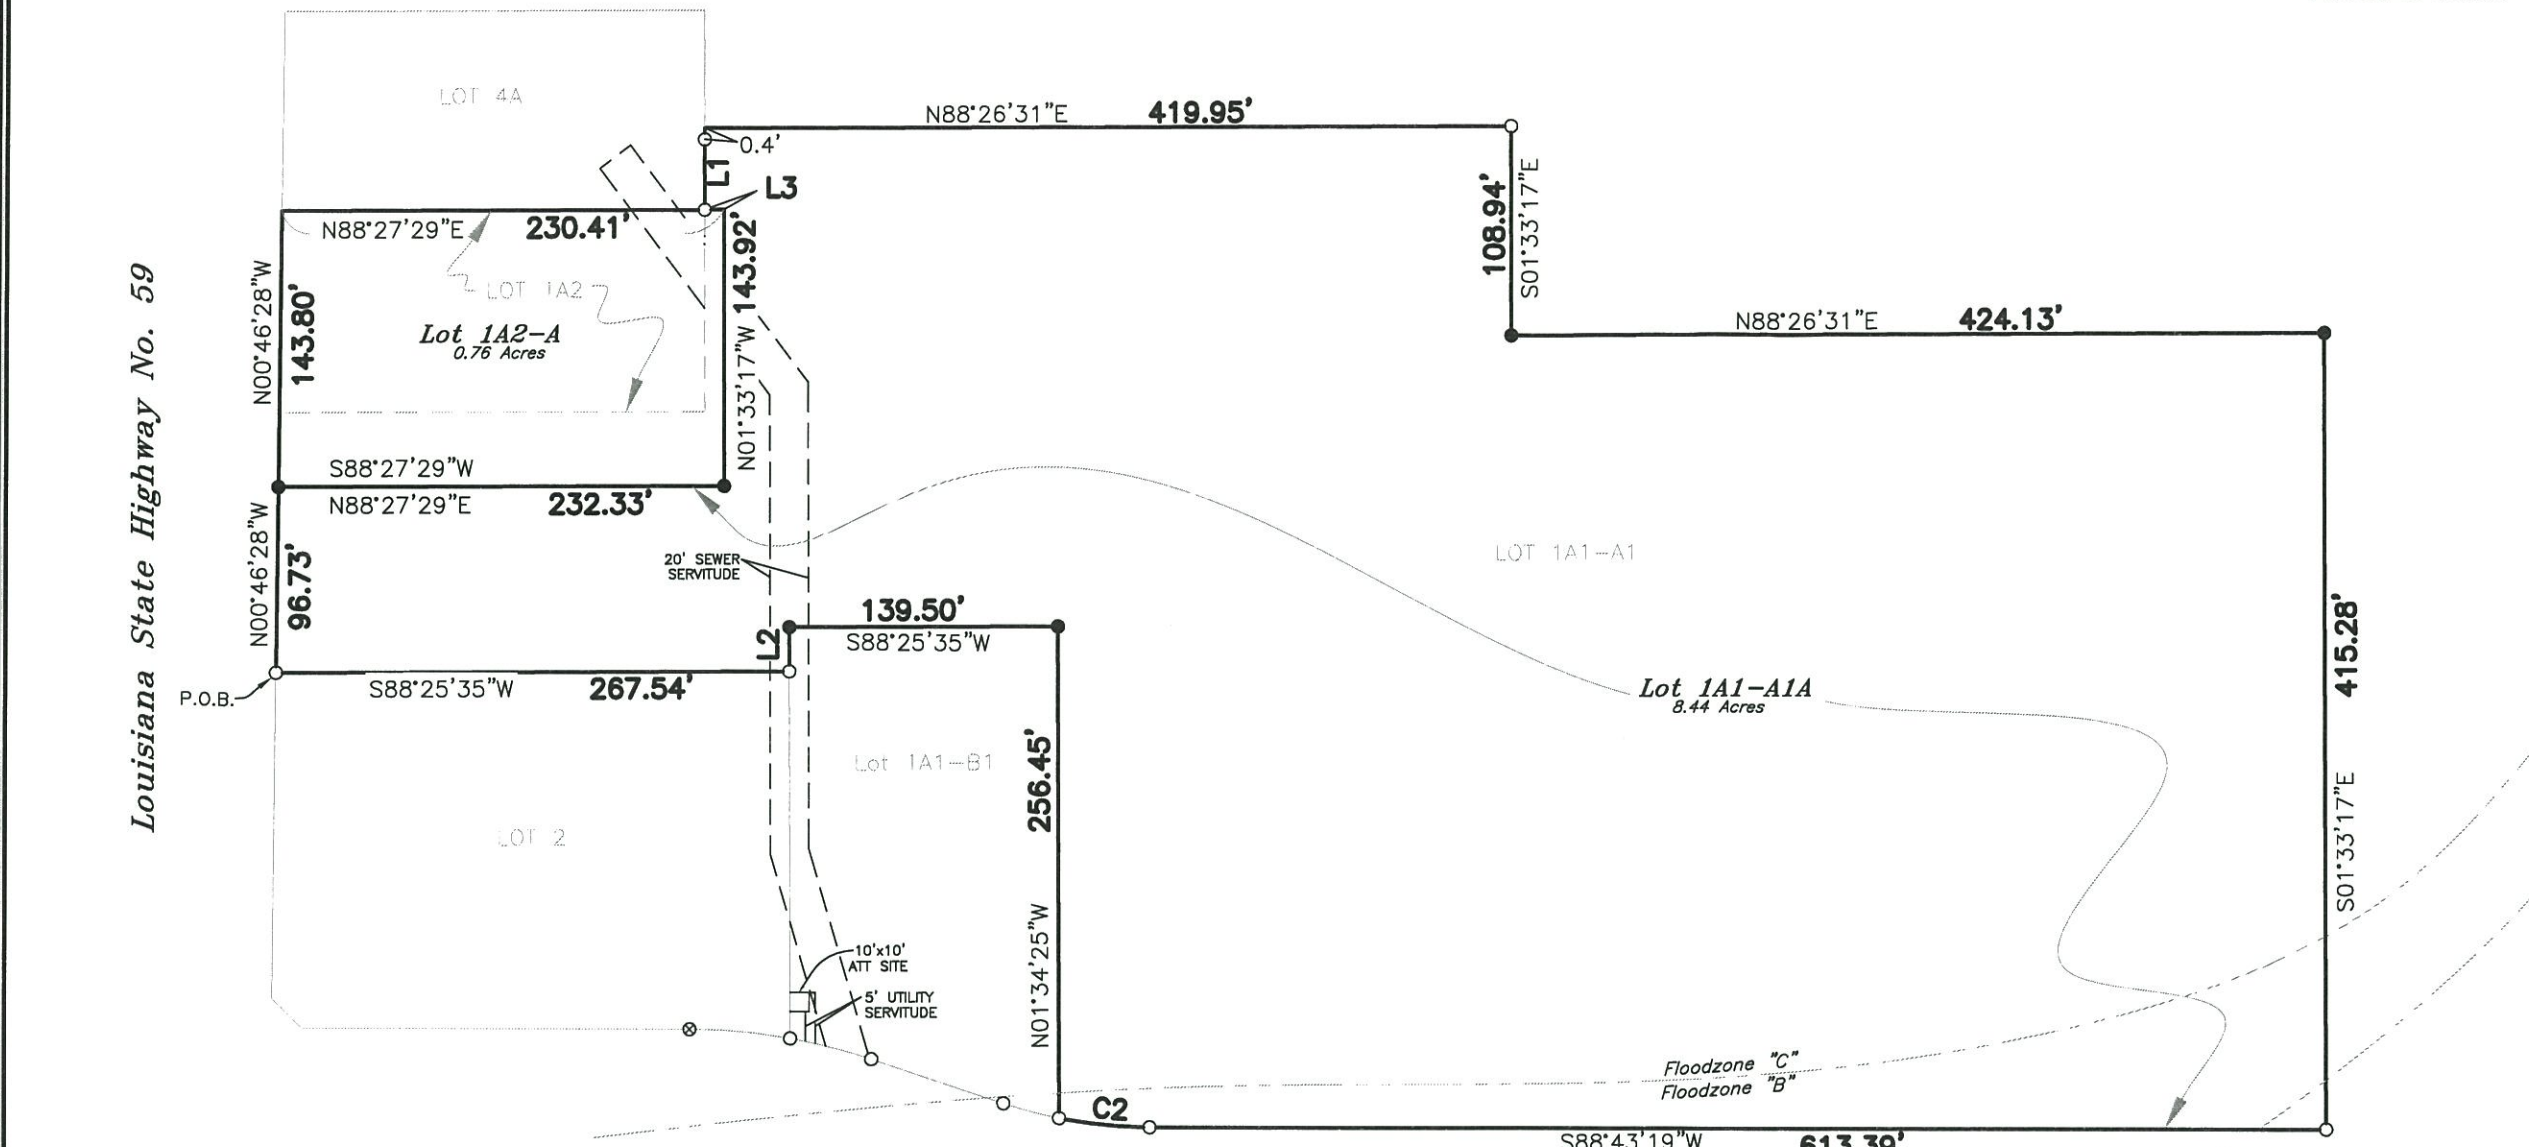 LOT 4A
N88°26'31"E 419.95'
0.4'
L1
L3
108.94'
S01°33'17"E
N88°27'29"E 230.41'
N00°46'28"W
143.80'
LOT 1A2
Lot 1A2-A
0.76 Acres
N01°33'17"W 143.92'
N88°26'31"E 424.13'
Louisiana State Highway No. 59
S88°27'29"W
N88°27'29"E 232.33'
N00°46'28"W
96.73'
20' SEWER
SERVITUDE
LOT 1A1-A1
139.50'
S88°25'35"W
L2
P.O.B.
S88°25'35"W 267.54'
Lot 1A1-A1A
8.44 Acres
415.28'
S01°33'17"E
Lot 1A1-B1
256.45'
N01°34'25"W
LOT 2
10'x10'
ATT SITE
5' UTILITY
SERVITUDE
Floodzone "C"
Floodzone "B"
C2
S88°43'19"W 613.39'